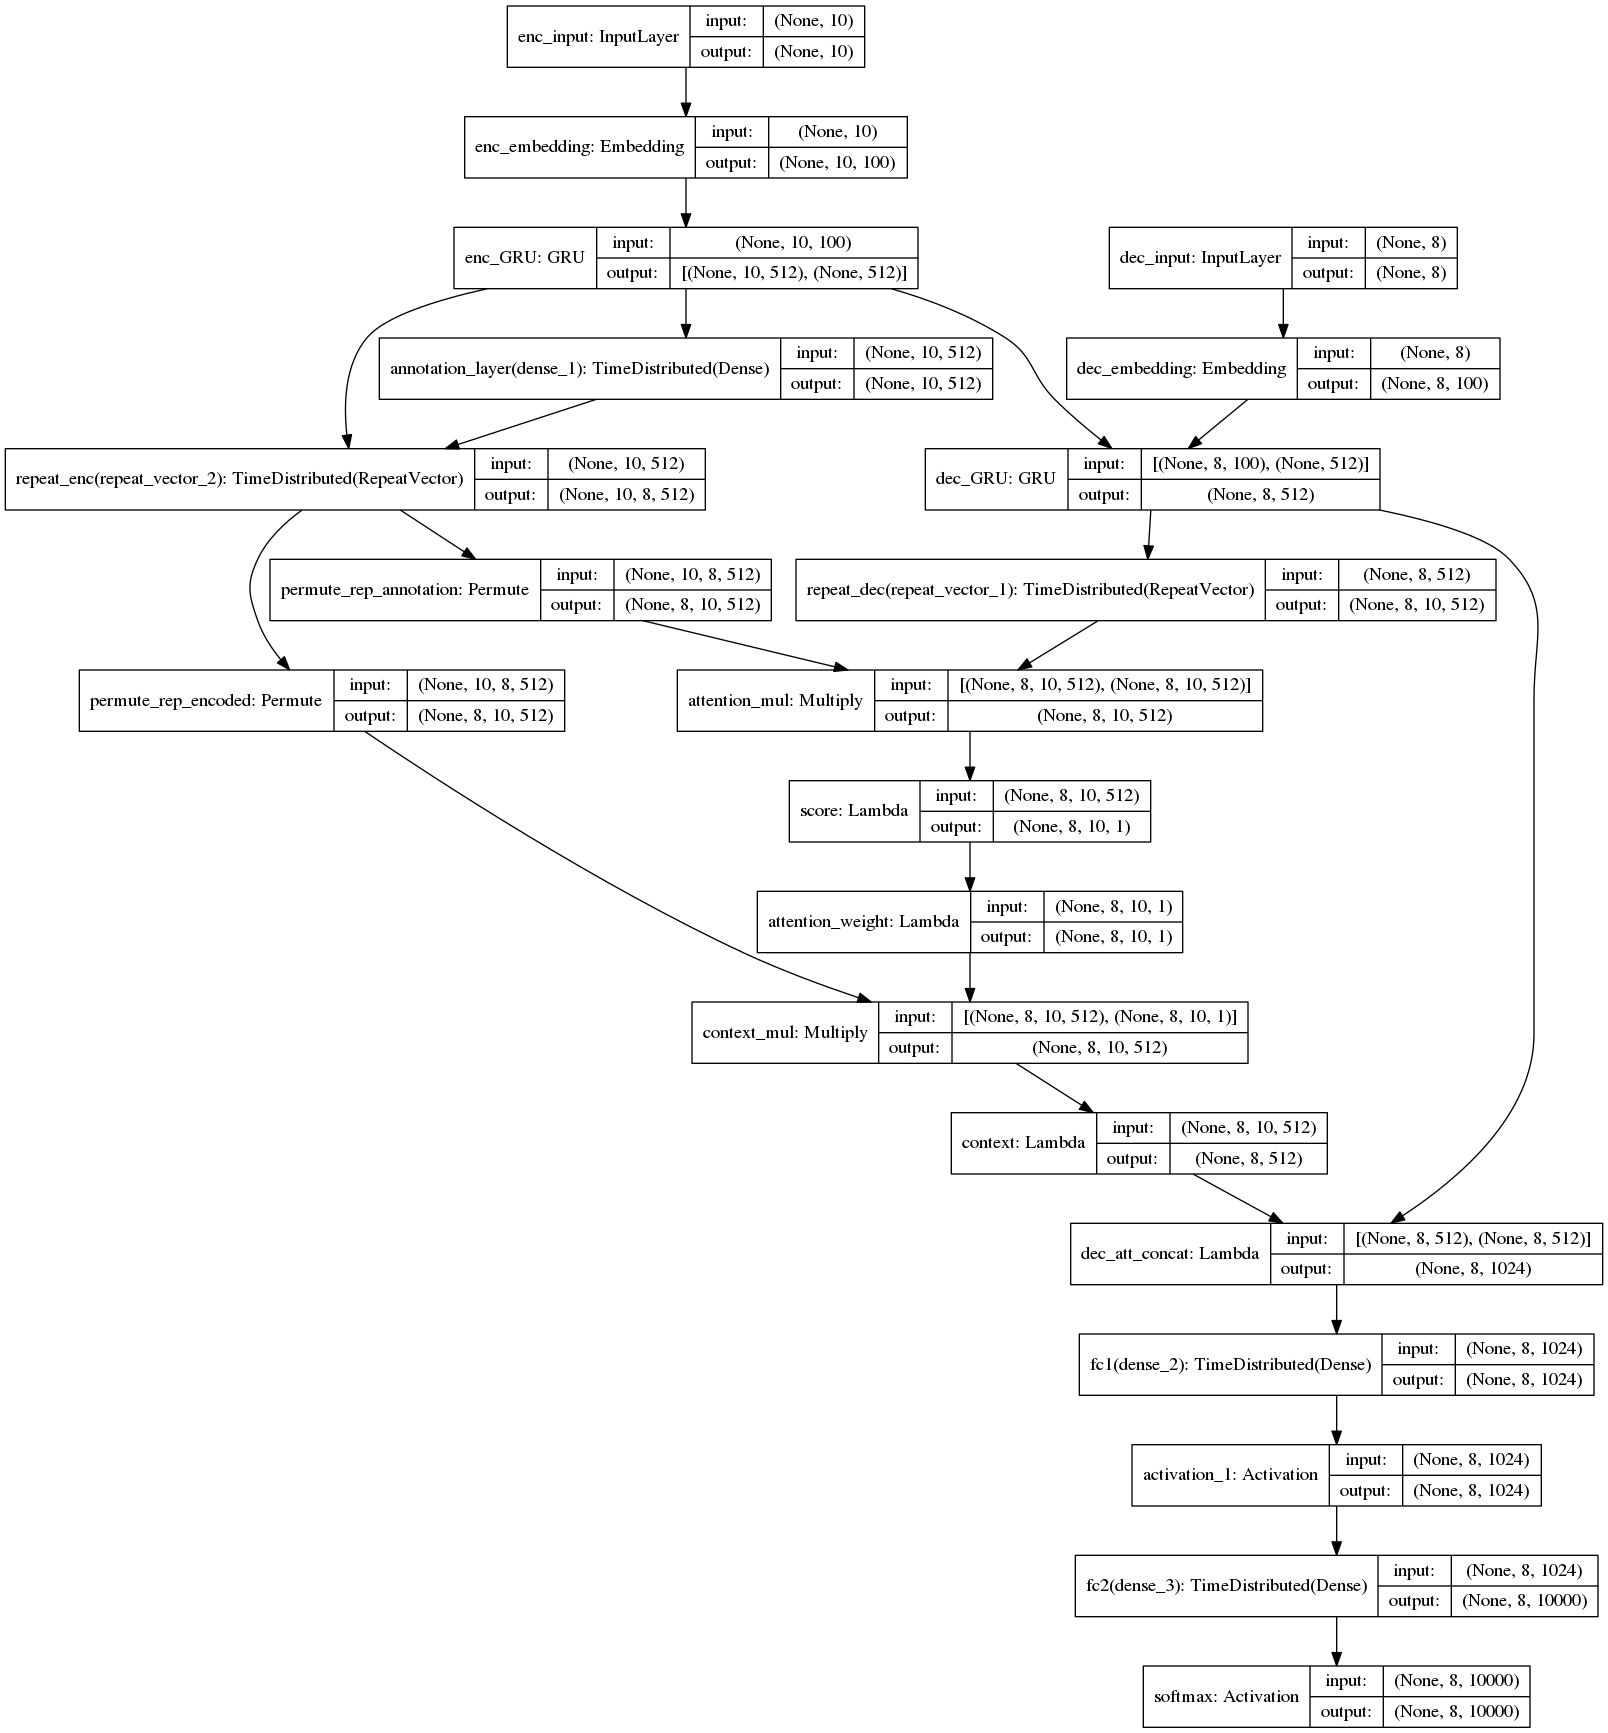 enc_input: InputLayer
input: (None, 10)
output: (None, 10)
enc_embedding: Embedding
input: (None, 10)
output: (None, 10, 100)
enc_GRU: GRU
input: (None, 10, 100)
output: [(None, 10, 512), (None, 512)]
dec_input: InputLayer
input: (None, 8)
output: (None, 8)
annotation_layer(dense_1): TimeDistributed(Dense)
input: (None, 10, 512)
output: (None, 10, 512)
dec_embedding: Embedding
input: (None, 8)
output: (None, 8, 100)
repeat_enc(repeat_vector_2): TimeDistributed(RepeatVector)
input: (None, 10, 512)
output: (None, 10, 8, 512)
dec_GRU: GRU
input: [(None, 8, 100), (None, 512)]
output: (None, 8, 512)
permute_rep_annotation: Permute
input: (None, 10, 8, 512)
output: (None, 8, 10, 512)
repeat_dec(repeat_vector_1): TimeDistributed(RepeatVector)
input: (None, 8, 512)
output: (None, 8, 10, 512)
permute_rep_encoded: Permute
input: (None, 10, 8, 512)
output: (None, 8, 10, 512)
attention_mul: Multiply
input: [(None, 8, 10, 512), (None, 8, 10, 512)]
output: (None, 8, 10, 512)
score: Lambda
input: (None, 8, 10, 512)
output: (None, 8, 10, 1)
attention_weight: Lambda
input: (None, 8, 10, 1)
output: (None, 8, 10, 1)
context_mul: Multiply
input: [(None, 8, 10, 512), (None, 8, 10, 1)]
output: (None, 8, 10, 512)
context: Lambda
input: (None, 8, 10, 512)
output: (None, 8, 512)
dec_att_concat: Lambda
input: [(None, 8, 512), (None, 8, 512)]
output: (None, 8, 1024)
fc1(dense_2): TimeDistributed(Dense)
input: (None, 8, 1024)
output: (None, 8, 1024)
activation_1: Activation
input: (None, 8, 1024)
output: (None, 8, 1024)
fc2(dense_3): TimeDistributed(Dense)
input: (None, 8, 1024)
output: (None, 8, 10000)
softmax: Activation
input: (None, 8, 10000)
output: (None, 8, 10000)